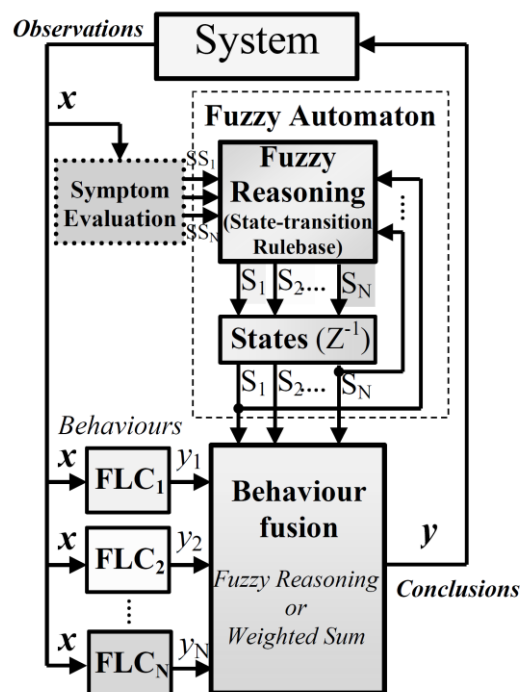 Observations
System
x
Fuzzy Automaton
Symptom
Evaluation
SS1
SSN
Fuzzy
Reasoning
(State-transition
Rulebase)
S1 S2.... SN
States (Z-1)
S1 S2.... SN
Behaviours
x FLC1 y1
x FLC2 y2
x FLCN yN
Behaviour
fusion
Fuzzy Reasoning
or
Weighted Sum
y
Conclusions